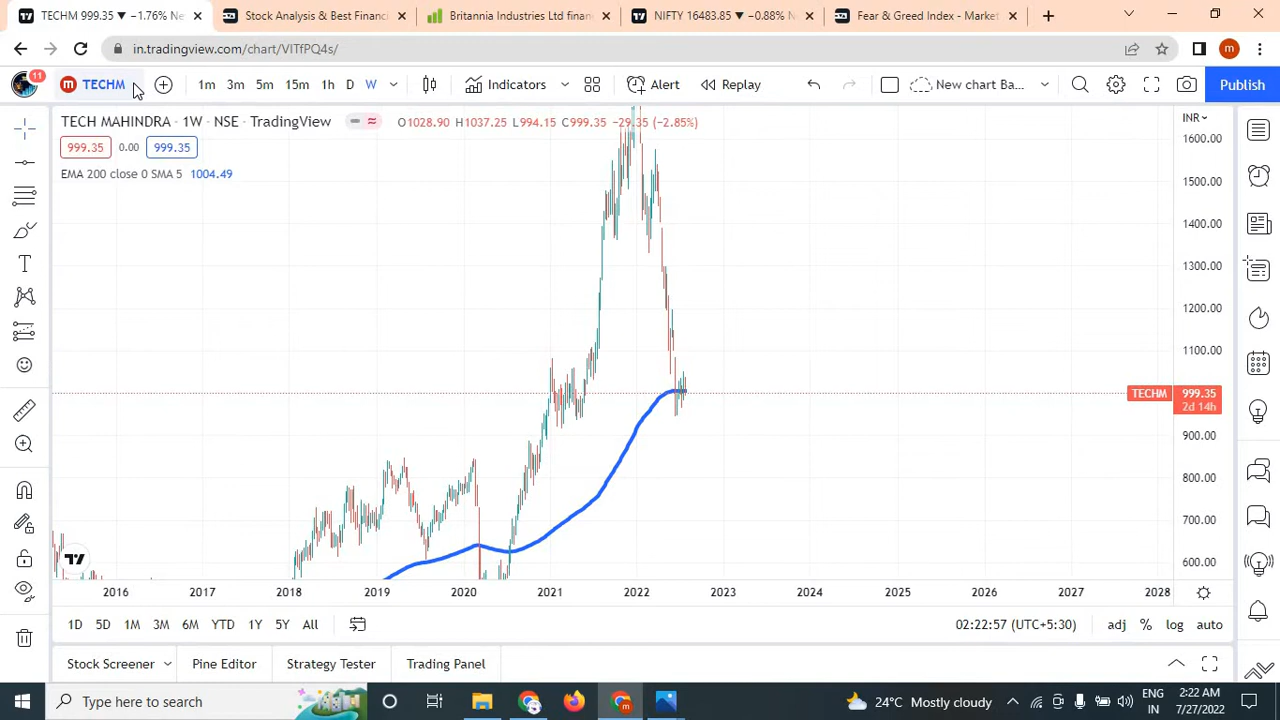 TECHM 999.35 ▼ −1.76% Ne
Stock Analysis & Best Financi
Britannia Industries Ltd finan
NIFTY 16483.85 ▼ −0.88% N
Fear & Greed Index - Market
in.tradingview.com/chart/VITfPQ4s/
m
11
m TECHM
1m 3m 5m 15m 1h D W
Indicators
Alert
Replay
New chart Ba...
Publish
TECH MAHINDRA · 1W · NSE · TradingView
O1028.90 H1037.25 L994.15 C999.35 −29.35 (−2.85%)
INR
999.35 0.00 999.35
EMA 200 close 0 SMA 5 1004.49
1600.00
1500.00
1400.00
1300.00
1200.00
1100.00
TECHM 999.35
2d 14h
900.00
800.00
700.00
600.00
2016 2017 2018 2019 2020 2021 2022 2023 2024 2025 2026 2027 2028
1D 5D 1M 3M 6M YTD 1Y 5Y All
02:22:57 (UTC+5:30)
adj % log auto
Stock Screener
Pine Editor
Strategy Tester
Trading Panel
Type here to search
24°C Mostly cloudy
ENG
IN
2:22 AM
7/27/2022